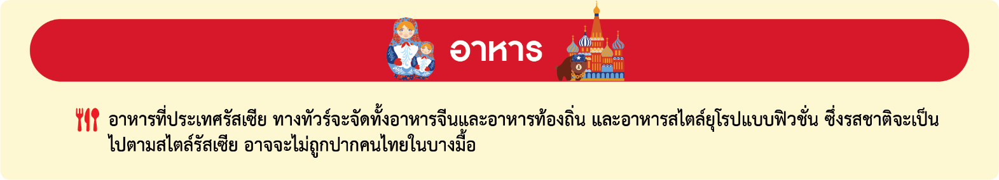 อาหาร
อาหารที่ประเทศรัสเซีย ทางทัวร์จะจัดทั้งอาหารจีนและอาหารท้องถิ่น และอาหารสไตล์ยุโรปแบบฟิวชั่น ซึ่งรสชาติจะเป็น
ไปตามสไตล์รัสเซีย อาจจะไม่ถูกปากคนไทยในบางมื้อ